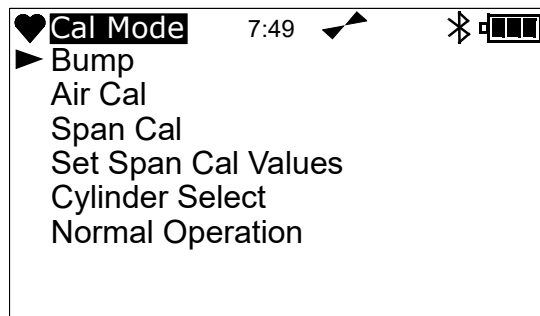 Cal Mode 7:49
Bump
Air Cal
Span Cal
Set Span Cal Values
Cylinder Select
Normal Operation